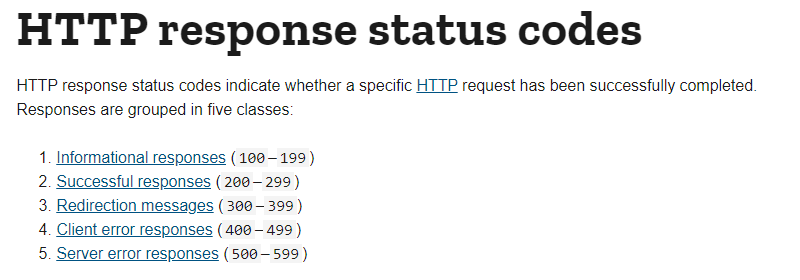 HTTP response status codes
HTTP response status codes indicate whether a specific HTTP request has been successfully completed.
Responses are grouped in five classes:
1. Informational responses (100–199)
2. Successful responses (200–299)
3. Redirection messages (300–399)
4. Client error responses (400–499)
5. Server error responses (500–599)